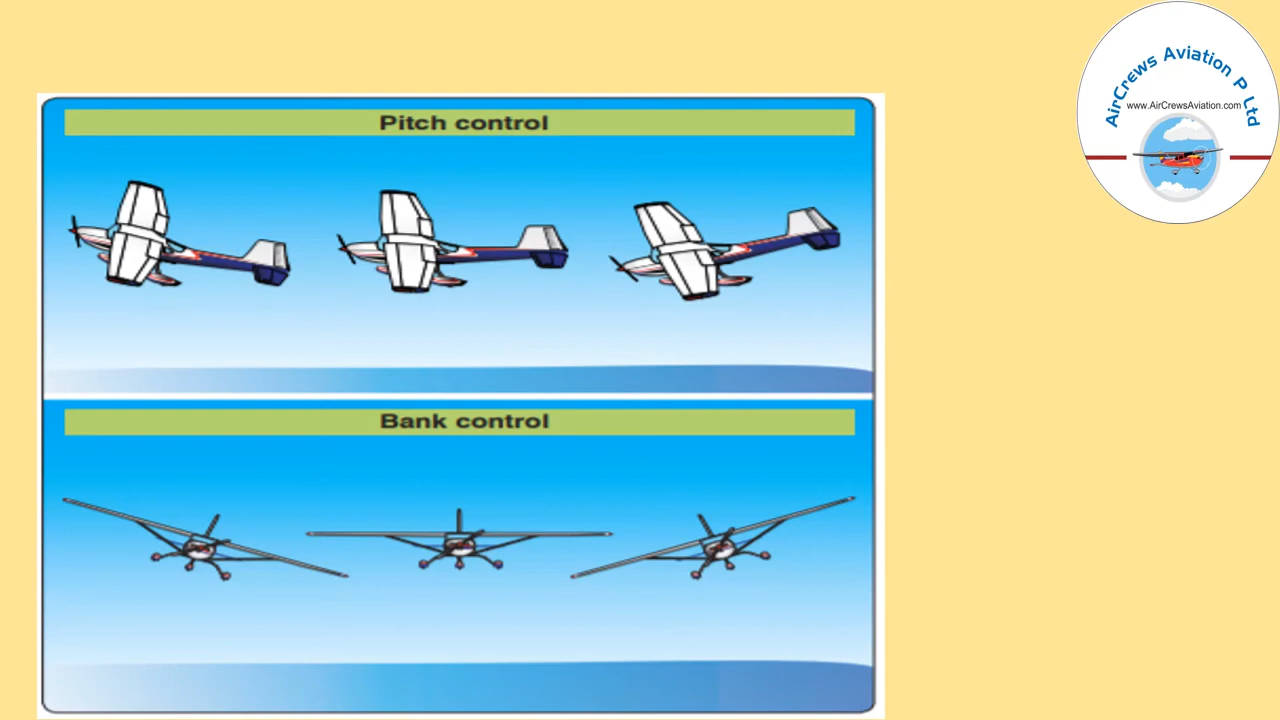 Pitch control
Bank control
AirCrews Aviation P Ltd
www.AirCrewsAviation.com